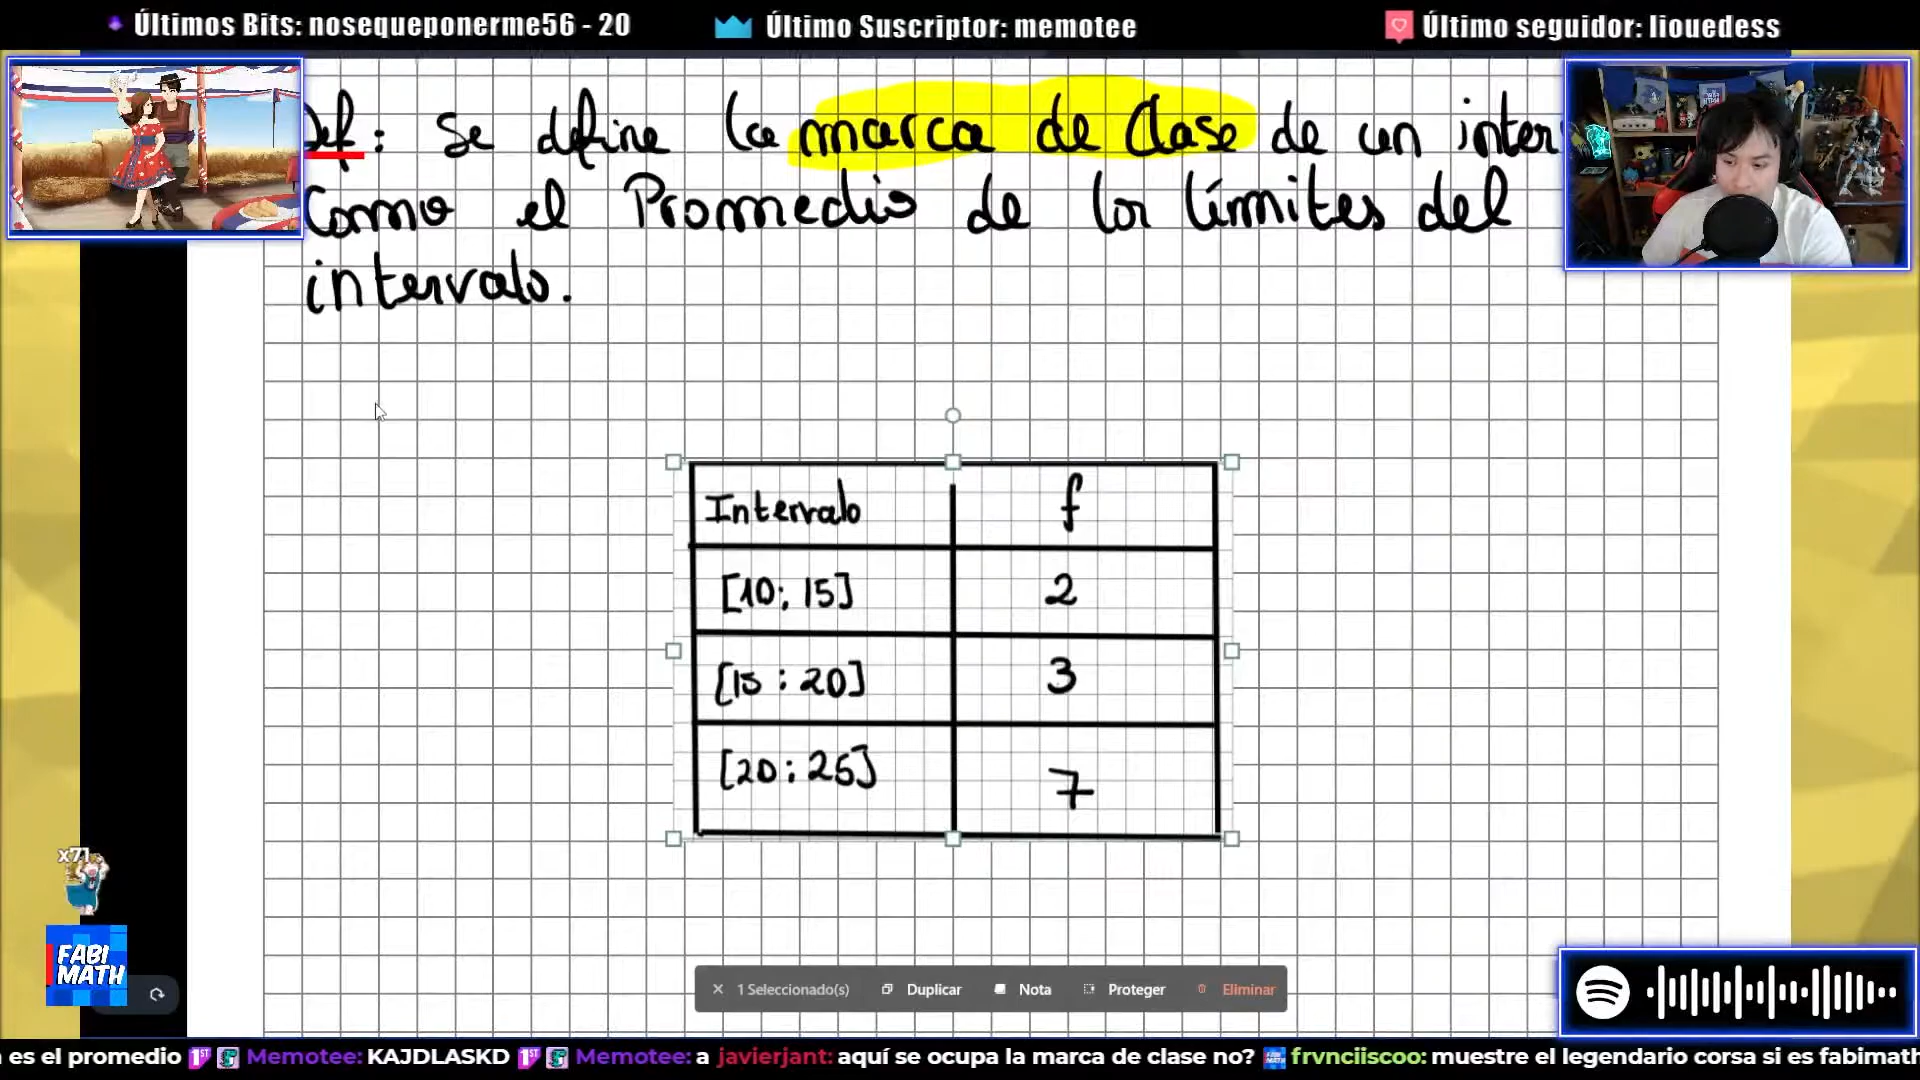 Últimos Bits: nosequeponerme56 - 20
Último Suscriptor: memotee
Último seguidor: liouedess
Def: Se define la marca de clase de un inter
Como el Promedio de los límites del
intervalo.
Intervalo f
[10; 15] 2
[15; 20] 3
[20; 25] 7
x71
FABI
MATH
1 Seleccionado(s) Duplicar Nota Proteger Eliminar
es el promedio 1ST Memotee: KAJDLASKD 1ST Memotee: a javierjant: aquí se ocupa la marca de clase no? frvnciiscoo: muestre el legendario corsa si es fabimath